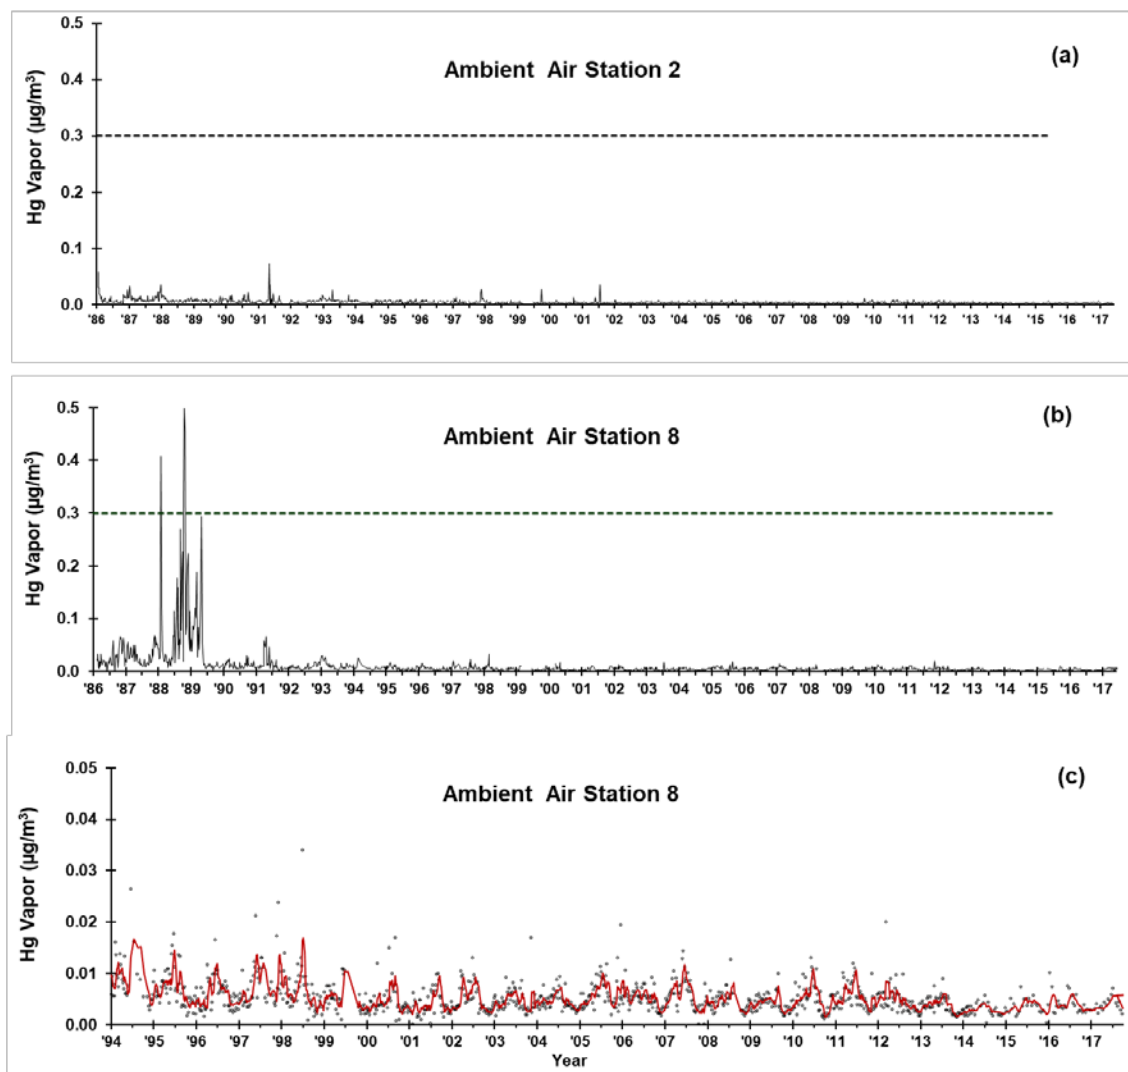 (a)
Ambient Air Station 2
Hg Vapor (µg/m³)
0.5
0.4
0.3
0.2
0.1
0.0
'86 '87 '88 '89 '90 '91 '92 '93 '94 '95 '96 '97 '98 '99 '00 '01 '02 '03 '05 '06 '07 '08 '09 '10 '11 '12 '13 '14 '15 '16 '17
(b)
Ambient Air Station 8
Hg Vapor (µg/m³)
0.5
0.4
0.3
0.2
0.1
0.0
'86 '87 '88 '89 '90 '91 '92 '93 '94 '95 '96 '97 '98 '99 '00 '01 '02 '03 '05 '06 '07 '08 '09 '10 '11 '12 '13 '14 '15 '16 '17
(c)
Ambient Air Station 8
Hg Vapor (µg/m³)
0.05
0.04
0.03
0.02
0.01
0.00
'94 '95 '96 '97 '98 '99 '00 '01 '02 '03 '05 '06 '07 '08 '09 '10 '11 '12 '13 '14 '15 '16 '17
Year